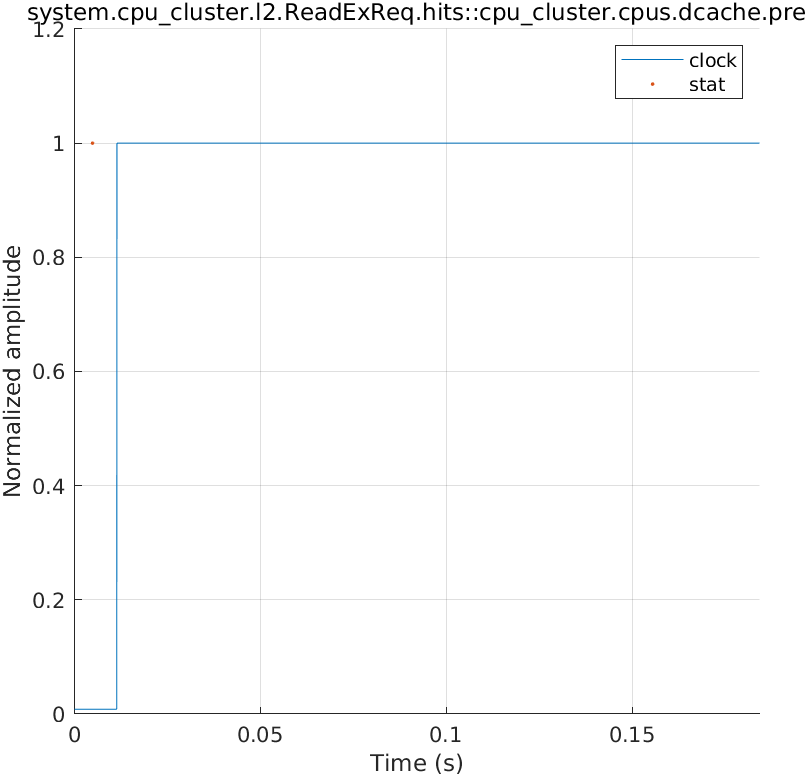 system.cpu_cluster.l2.ReadExReq.hits::cpu_cluster.cpus.dcache.pre
1.2
clock
stat
1
0.8
0.6
0.4
0.2
0
Normalized amplitude
0
0.05
0.1
0.15
Time (s)